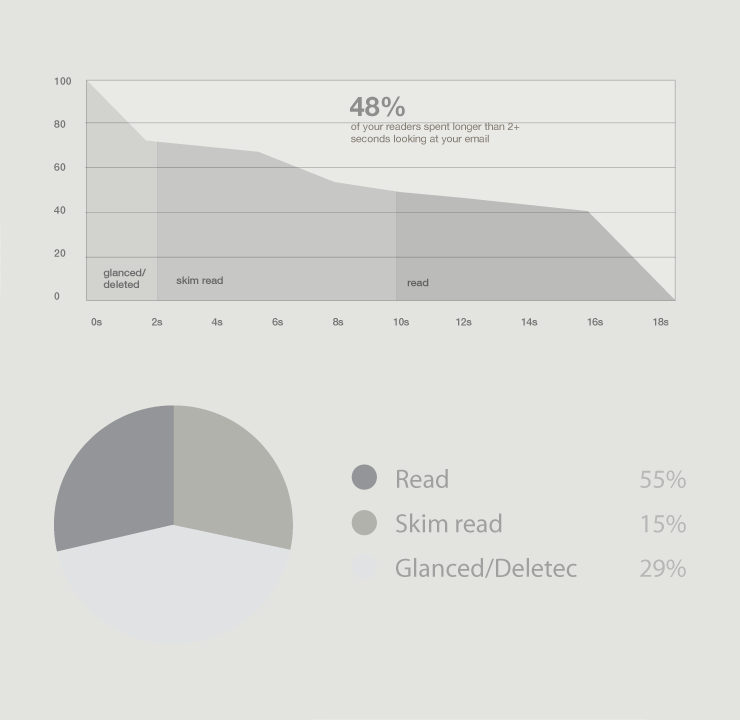 100
80
60
40
20
0
48%
of your readers spent longer than 2+
seconds looking at your email
glanced/
deleted
skim read
read
0s 2s 4s 6s 8s 10s 12s 14s 16s 18s
Read 55%
Skim read 15%
Glanced/Deletec 29%